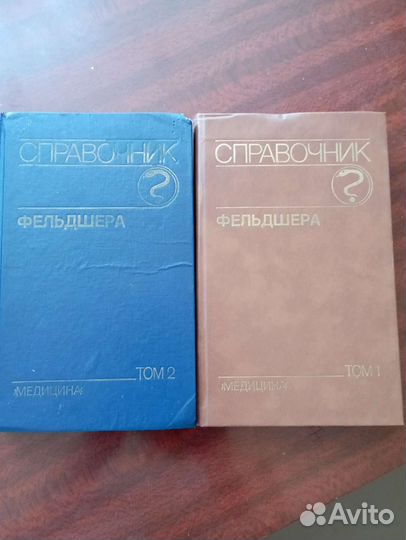 СПРАВОЧНИК
ФЕЛЬДШЕРА
ТОМ 2
«МЕДИЦИНА»
СПРАВОЧНИК
ФЕЛЬДШЕРА
ТОМ 1
«МЕДИЦИНА»
Avito